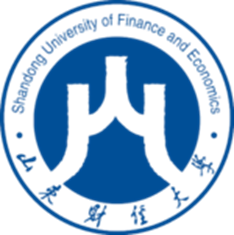 Shandong University of Finance and Economics
山东财经大学